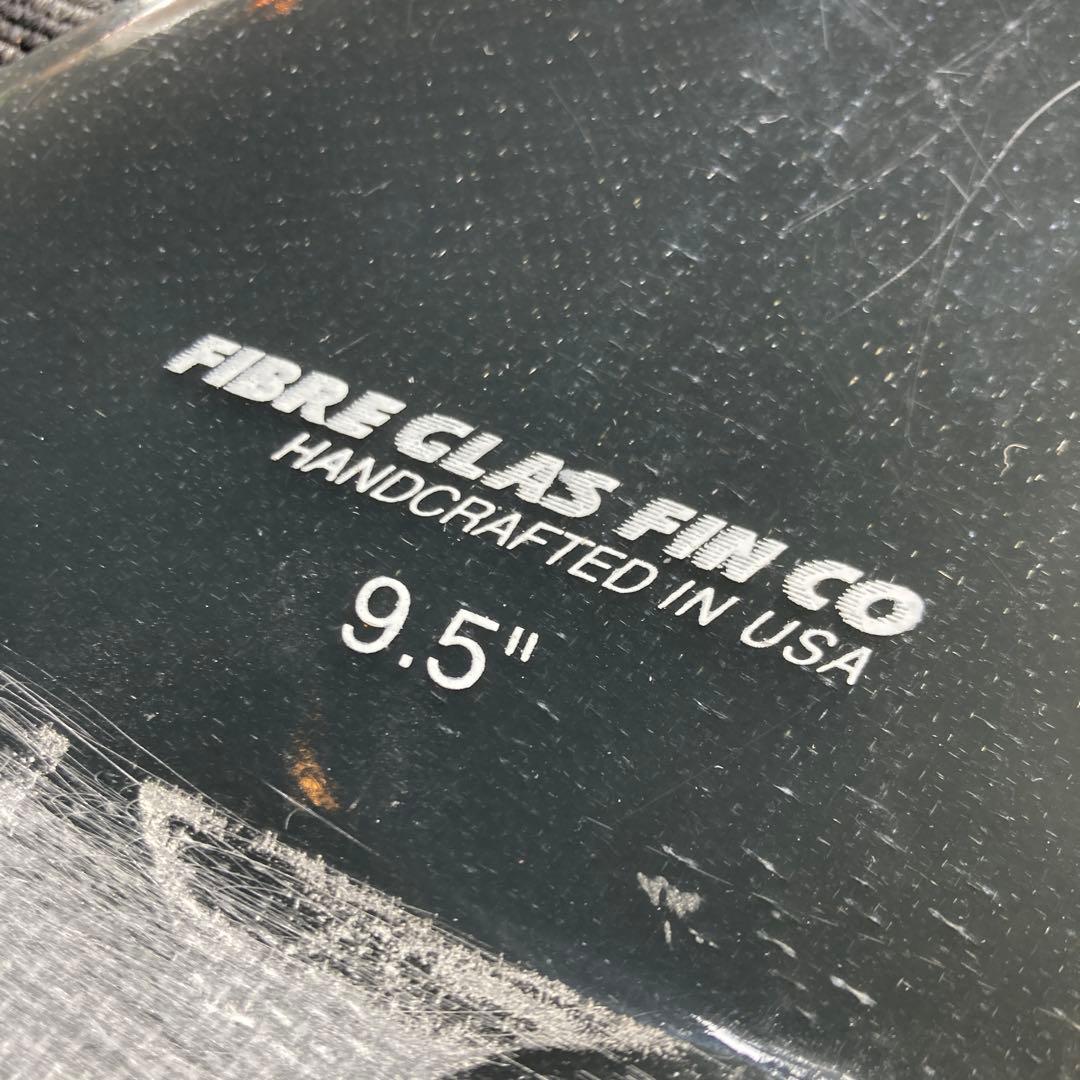 FIBRE GLAS FIN CO
HANDCRAFTED IN USA
9.5"